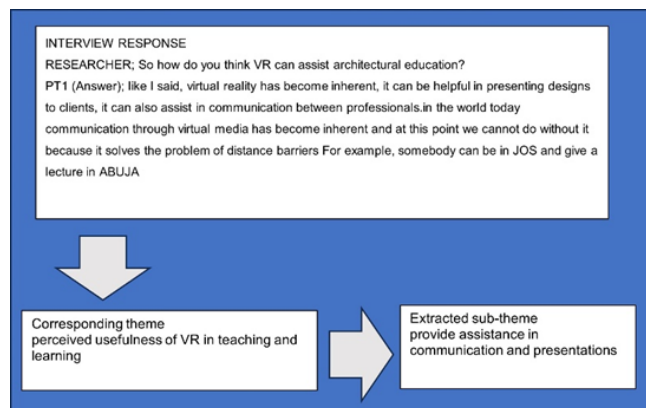 INTERVIEW RESPONSE
RESEARCHER; So how do you think VR can assist architectural education?
PT1 (Answer); like I said, virtual reality has become inherent, it can be helpful in presenting designs
to clients, it can also assist in communication between professionals.in the world today
communication through virtual media has become inherent and at this point we cannot do without it
because it solves the problem of distance barriers For example, somebody can be in JOS and give a
lecture in ABUJA
Corresponding theme
perceived usefulness of VR in teaching and
learning
Extracted sub-theme
provide assistance in
communication and presentations